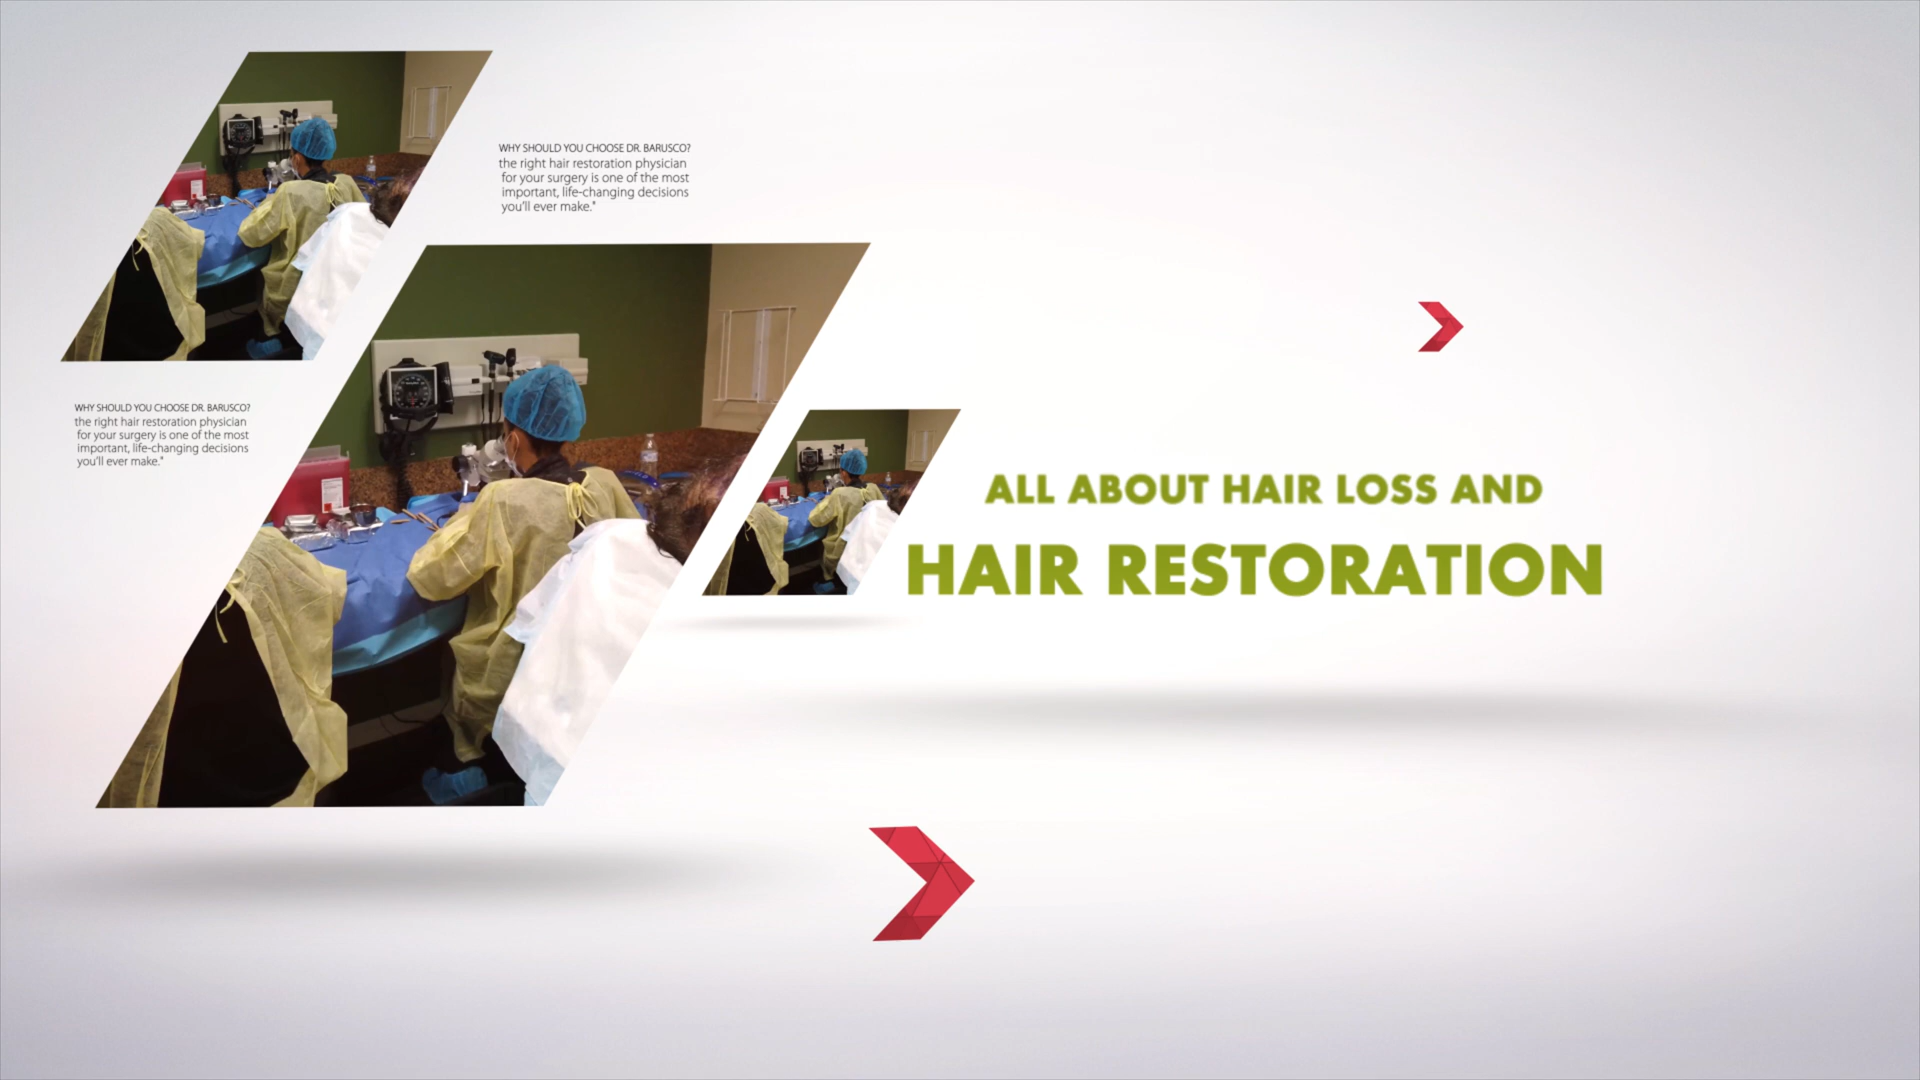 WHY SHOULD YOU CHOOSE DR. BARUSCO?
the right hair restoration physician
for your surgery is one of the most
important, life-changing decisions
you'll ever make."
WHY SHOULD YOU CHOOSE DR. BARUSCO?
the right hair restoration physician
for your surgery is one of the most
important, life-changing decisions
you'll ever make."
ALL ABOUT HAIR LOSS AND
HAIR RESTORATION